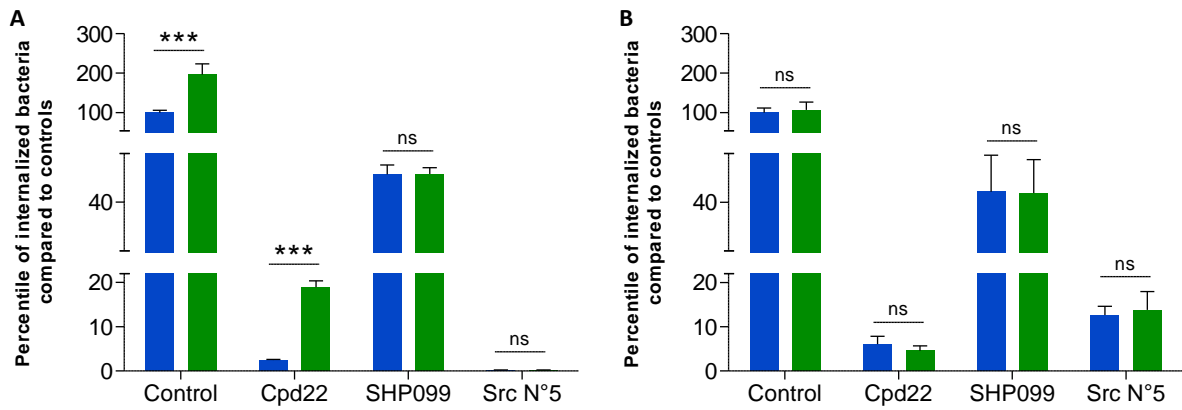 A
Percentile of internalized bacteria
compared to controls
300
200
100
40
20
10
0
***
***
ns
ns
Control
Cpd22
SHP099
Src N°5
B
Percentile of internalized bacteria
compared to controls
300
200
100
40
20
10
0
ns
ns
ns
ns
Control
Cpd22
SHP099
Src N°5